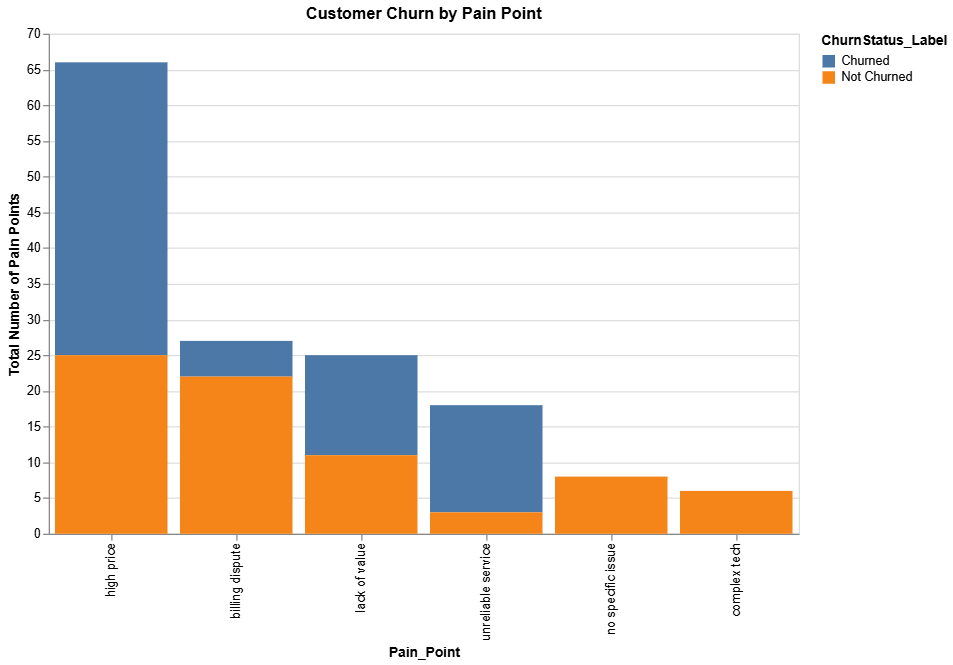 Customer Churn by Pain Point
ChurnStatus_Label
Churned
Not Churned
Total Number of Pain Points
70
65
60
55
50
45
40
35
30
25
20
15
10
5
0
high price
billing dispute
lack of value
unreliable service
no specific issue
complex tech
Pain_Point